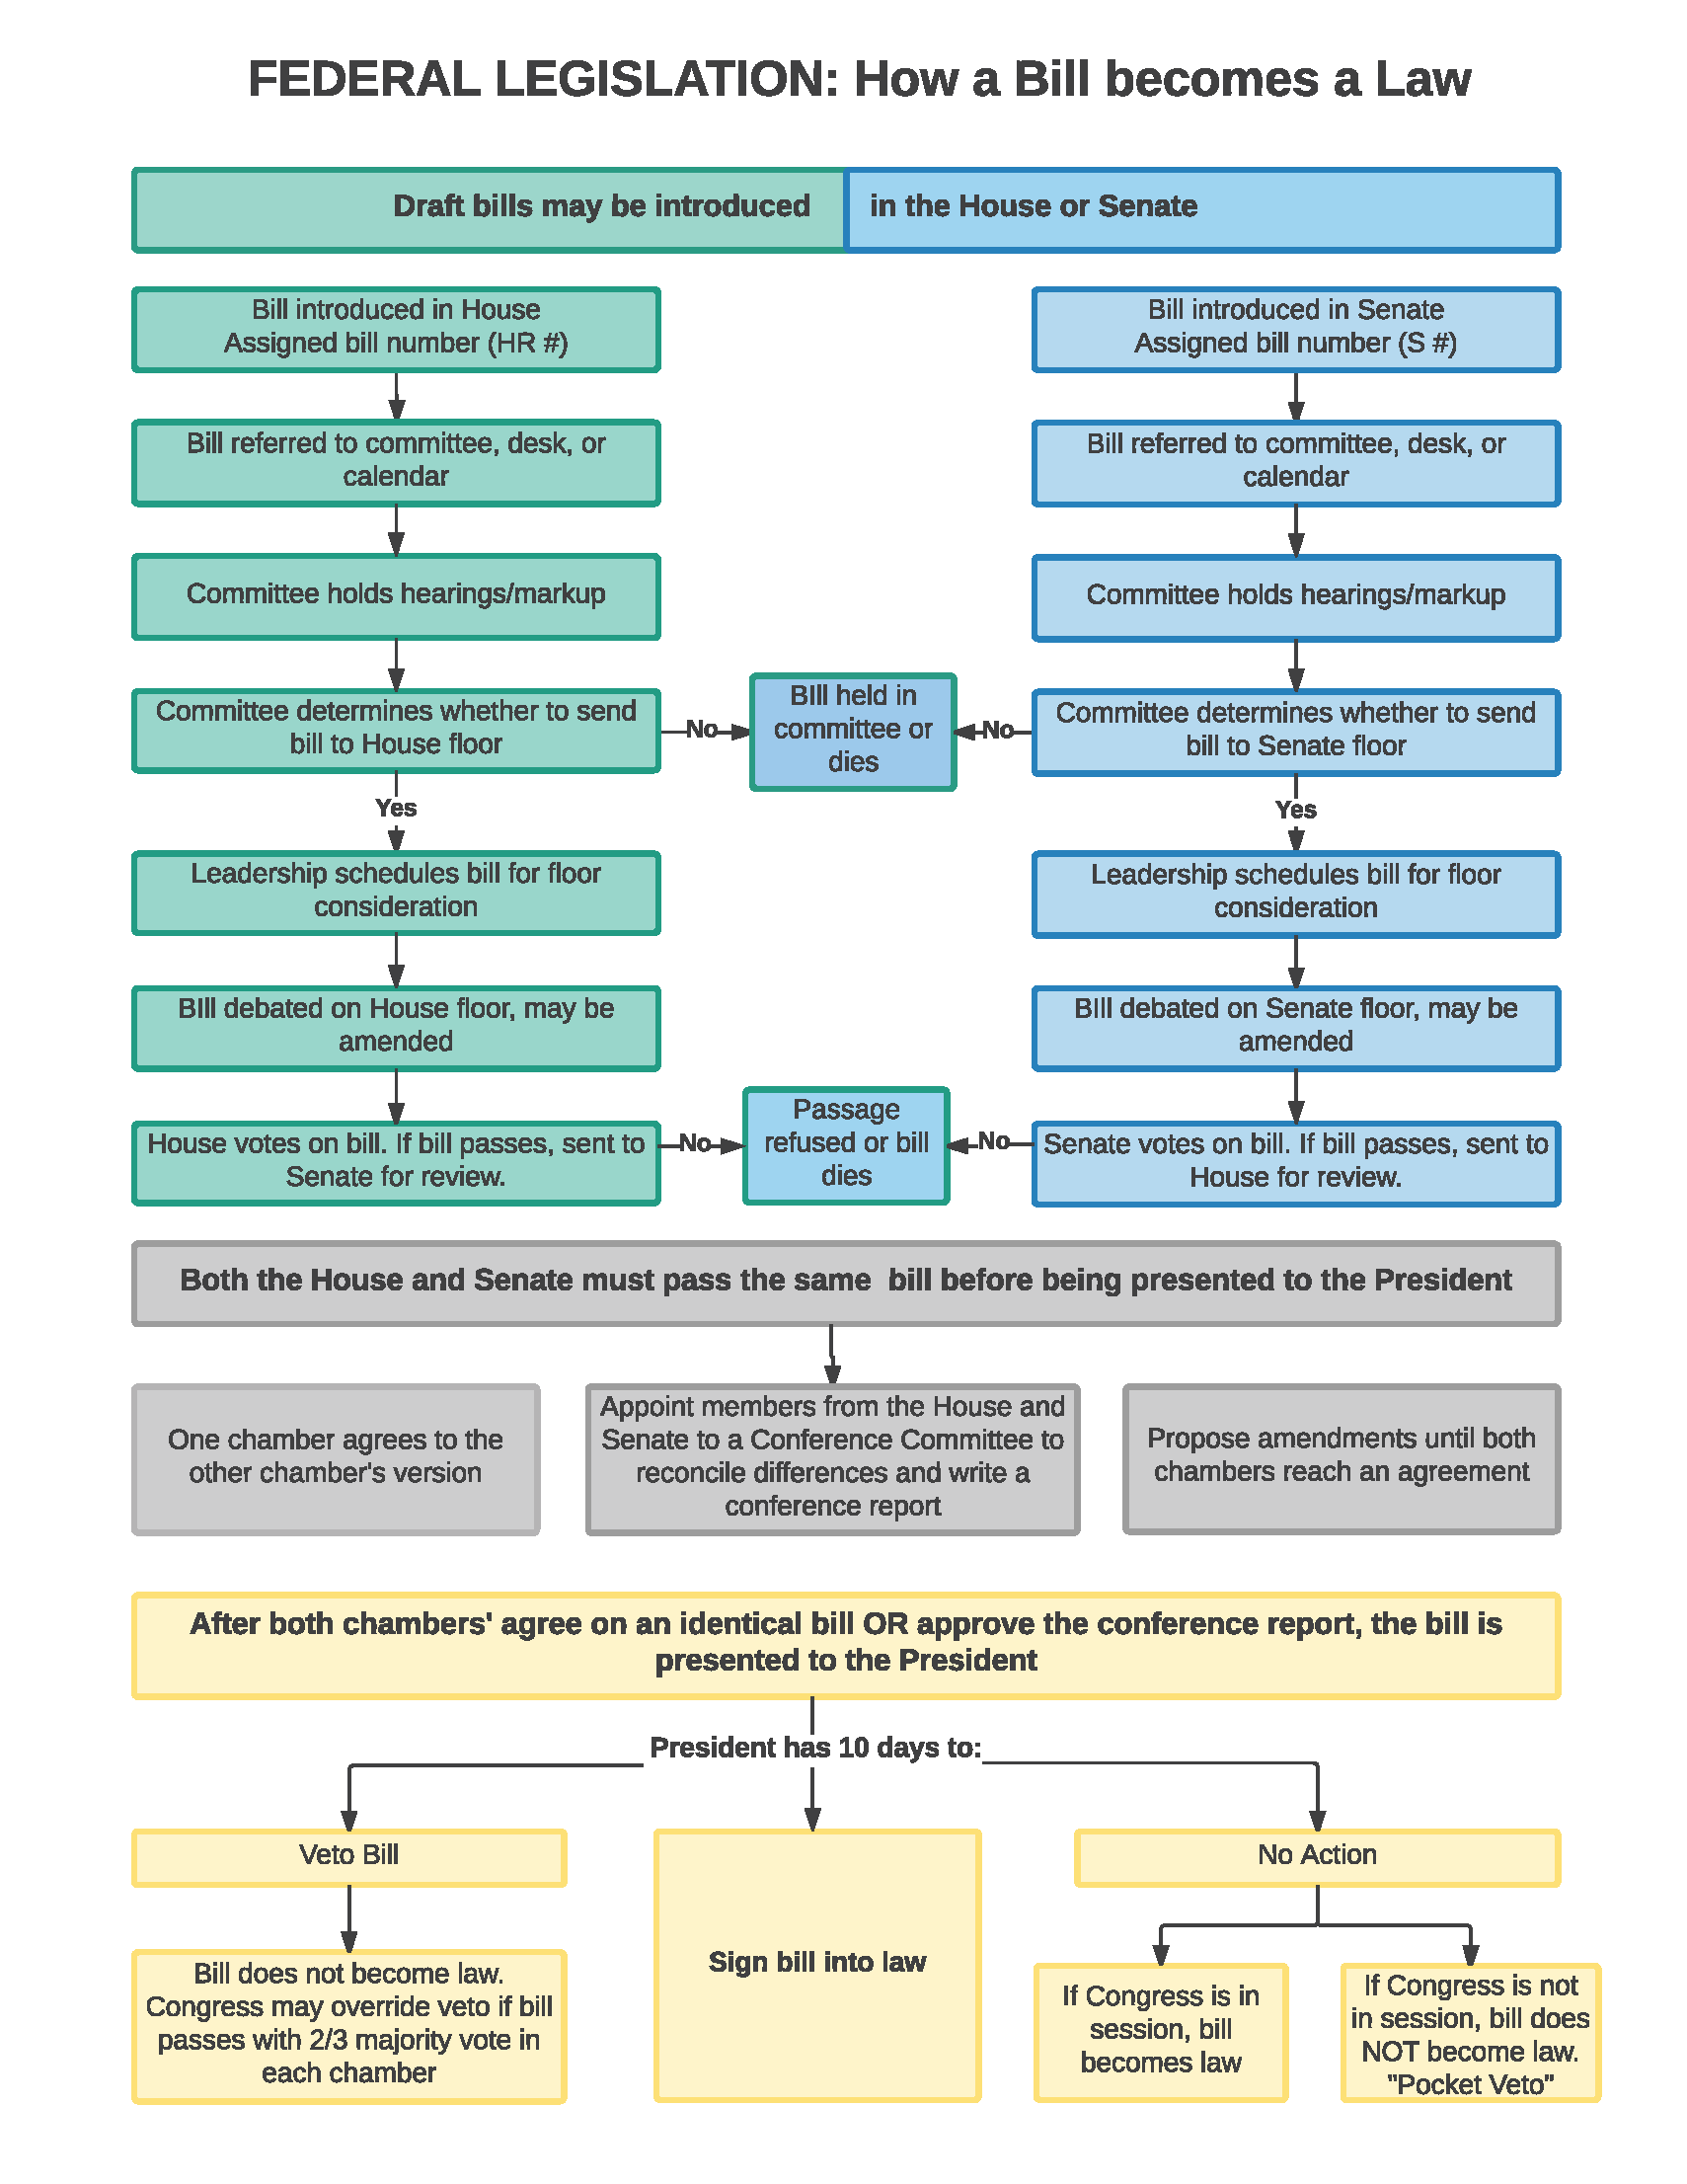 FEDERAL LEGISLATION: How a Bill becomes a Law
Draft bills may be introduced
in the House or Senate
Bill introduced in House
Assigned bill number (HR #)
Bill referred to committee, desk, or
calendar
Committee holds hearings/markup
Committee determines whether to send
bill to House floor
No
Yes
Leadership schedules bill for floor
consideration
BIll debated on House floor, may be
amended
House votes on bill. If bill passes, sent to
Senate for review.
No
BIll held in
committee or
dies
Passage
refused or bill
dies
Bill introduced in Senate
Assigned bill number (S #)
Bill referred to committee, desk, or
calendar
Committee holds hearings/markup
Committee determines whether to send
bill to Senate floor
No
Yes
Leadership schedules bill for floor
consideration
BIll debated on Senate floor, may be
amended
Senate votes on bill. If bill passes, sent to
House for review.
No
Both the House and Senate must pass the same  bill before being presented to the President
One chamber agrees to the
other chamber's version
Appoint members from the House and
Senate to a Conference Committee to
reconcile differences and write a
conference report
Propose amendments until both
chambers reach an agreement
After both chambers' agree on an identical bill OR approve the conference report, the bill is
presented to the President
President has 10 days to:
Veto Bill
Bill does not become law.
Congress may override veto if bill
passes with 2/3 majority vote in
each chamber
Sign bill into law
No Action
If Congress is in
session, bill
becomes law
If Congress is not
in session, bill does
NOT become law.
"Pocket Veto"